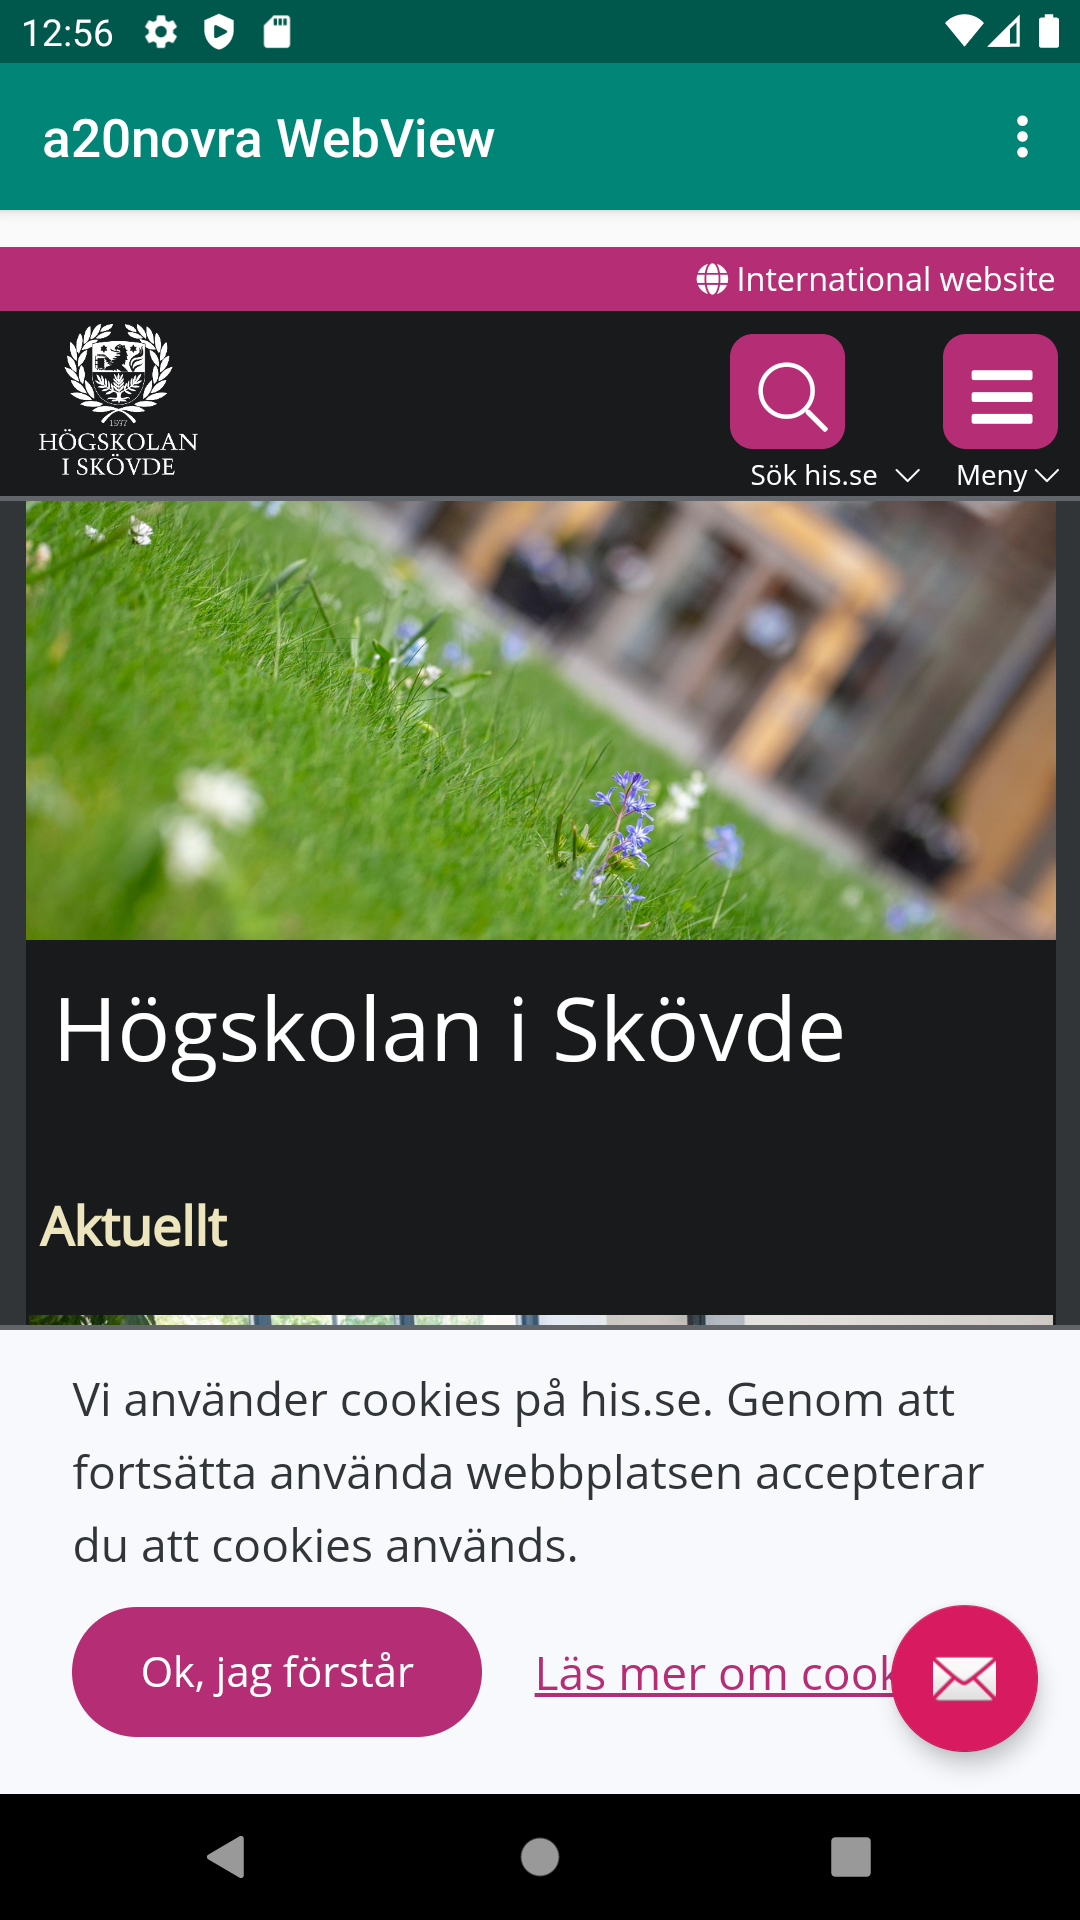 12:56
a20novra WebView
International website
1977
HÖGSKOLAN
I SKÖVDE
Sök his.se
Meny
Högskolan i Skövde
Aktuellt
Vi använder cookies på his.se. Genom att
fortsätta använda webbplatsen accepterar
du att cookies används.
Ok, jag förstår
Läs mer om cook